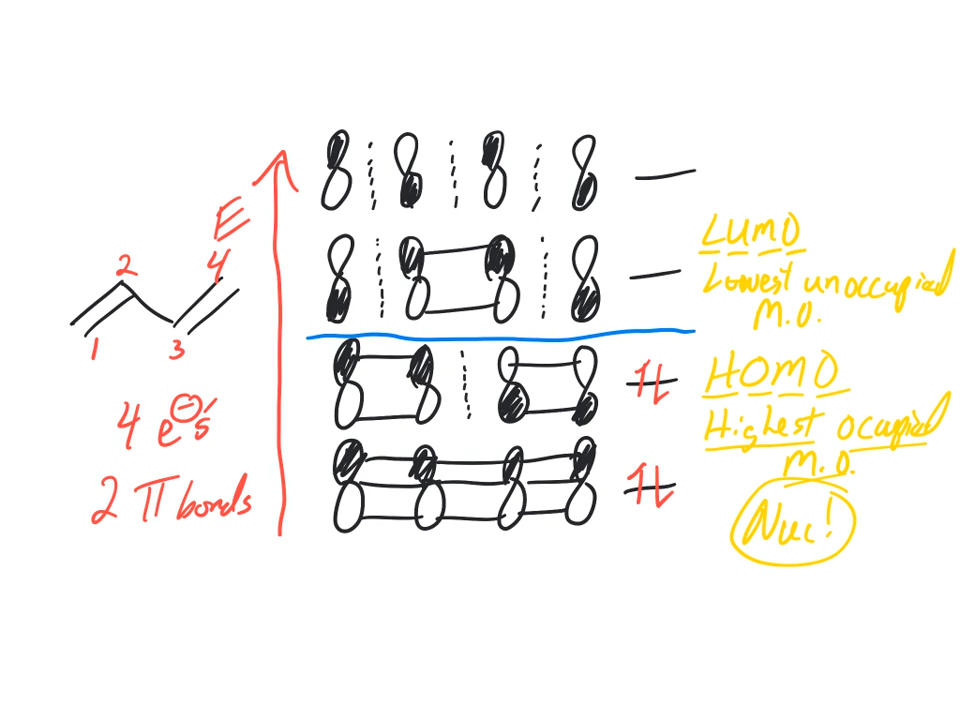 E
4
2
1
3
4 e⊖'s
2 π bonds
LUMO
Lowest unoccupied
M.O.
HOMO
Highest occupied
M.O.
Nuc!